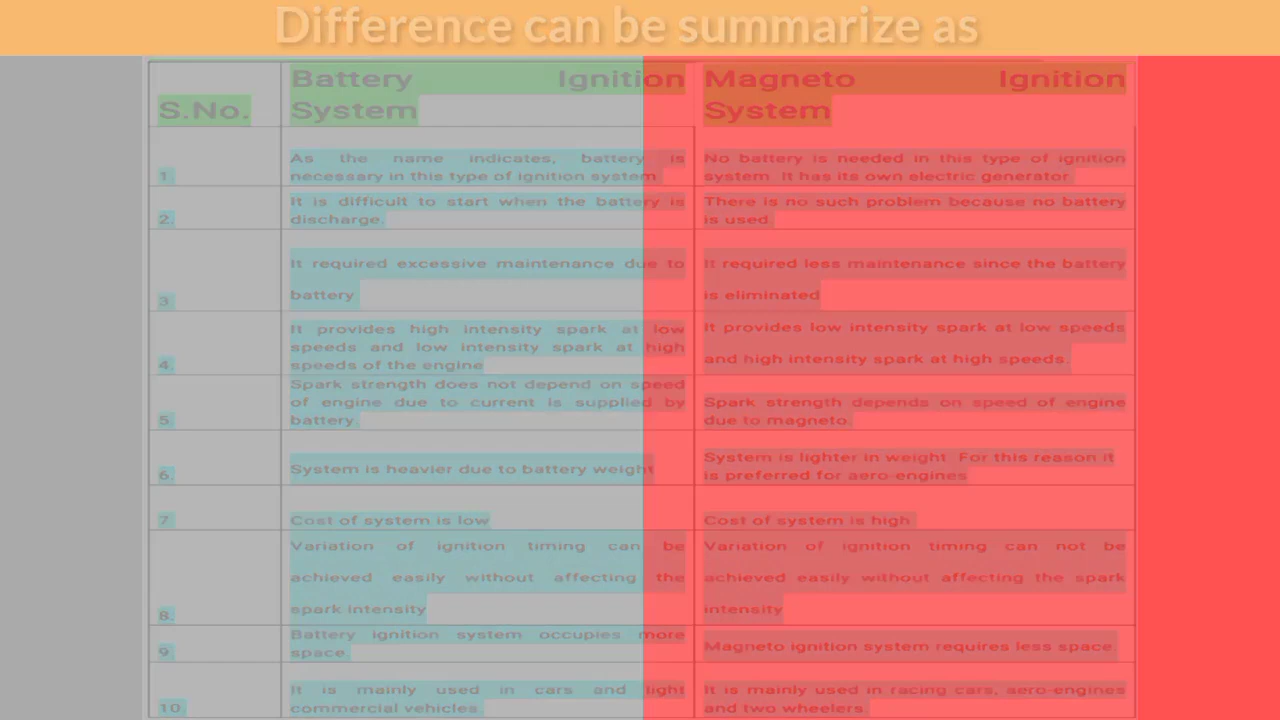 Difference can be summarize as
S.No.
Battery Ignition
System
Magneto Ignition
System
1
As the name indicates, battery is
necessary in this type of ignition system
No battery is needed in this type of ignition
system. It has its own electric generator
2.
It is difficult to start when the battery is
discharge.
There is no such problem because no battery
is used.
3
It required excessive maintenance due to
battery
It required less maintenance since the battery
is eliminated
4.
It provides high intensity spark at low
speeds and low intensity spark at high
speeds of the engine
It provides low intensity spark at low speeds
and high intensity spark at high speeds.
5
Spark strength does not depend on speed
of engine due to current is supplied by
battery.
Spark strength depends on speed of engine
due to magneto.
6.
System is heavier due to battery weight
System is lighter in weight. For this reason it
is preferred for aero-engines
7
Cost of system is low
Cost of system is high
8.
Variation of ignition timing can be
achieved easily without affecting the
spark intensity
Variation of ignition timing can not be
achieved easily without affecting the spark
intensity
9
Battery ignition system occupies more
space.
Magneto ignition system requires less space.
10.
It is mainly used in cars and light
commercial vehicles.
It is mainly used in racing cars, aero-engines
and two wheelers.